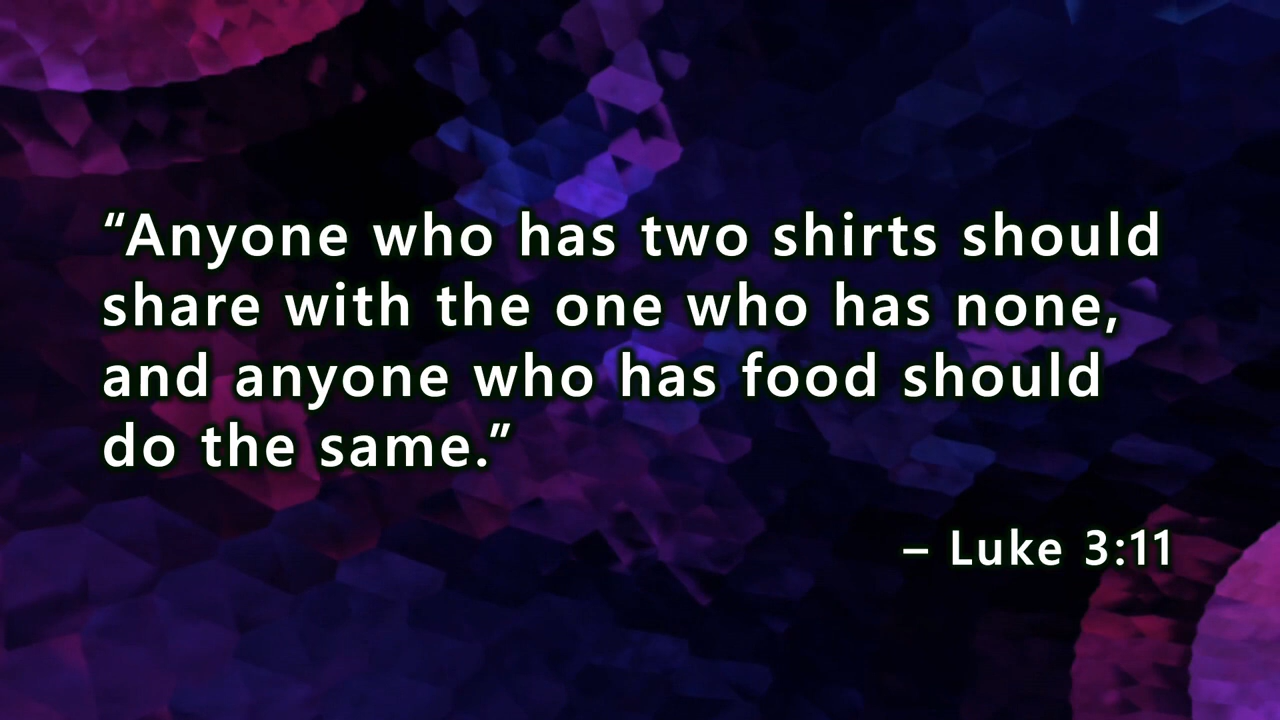 “Anyone who has two shirts should
share with the one who has none,
and anyone who has food should
do the same.”
– Luke 3:11